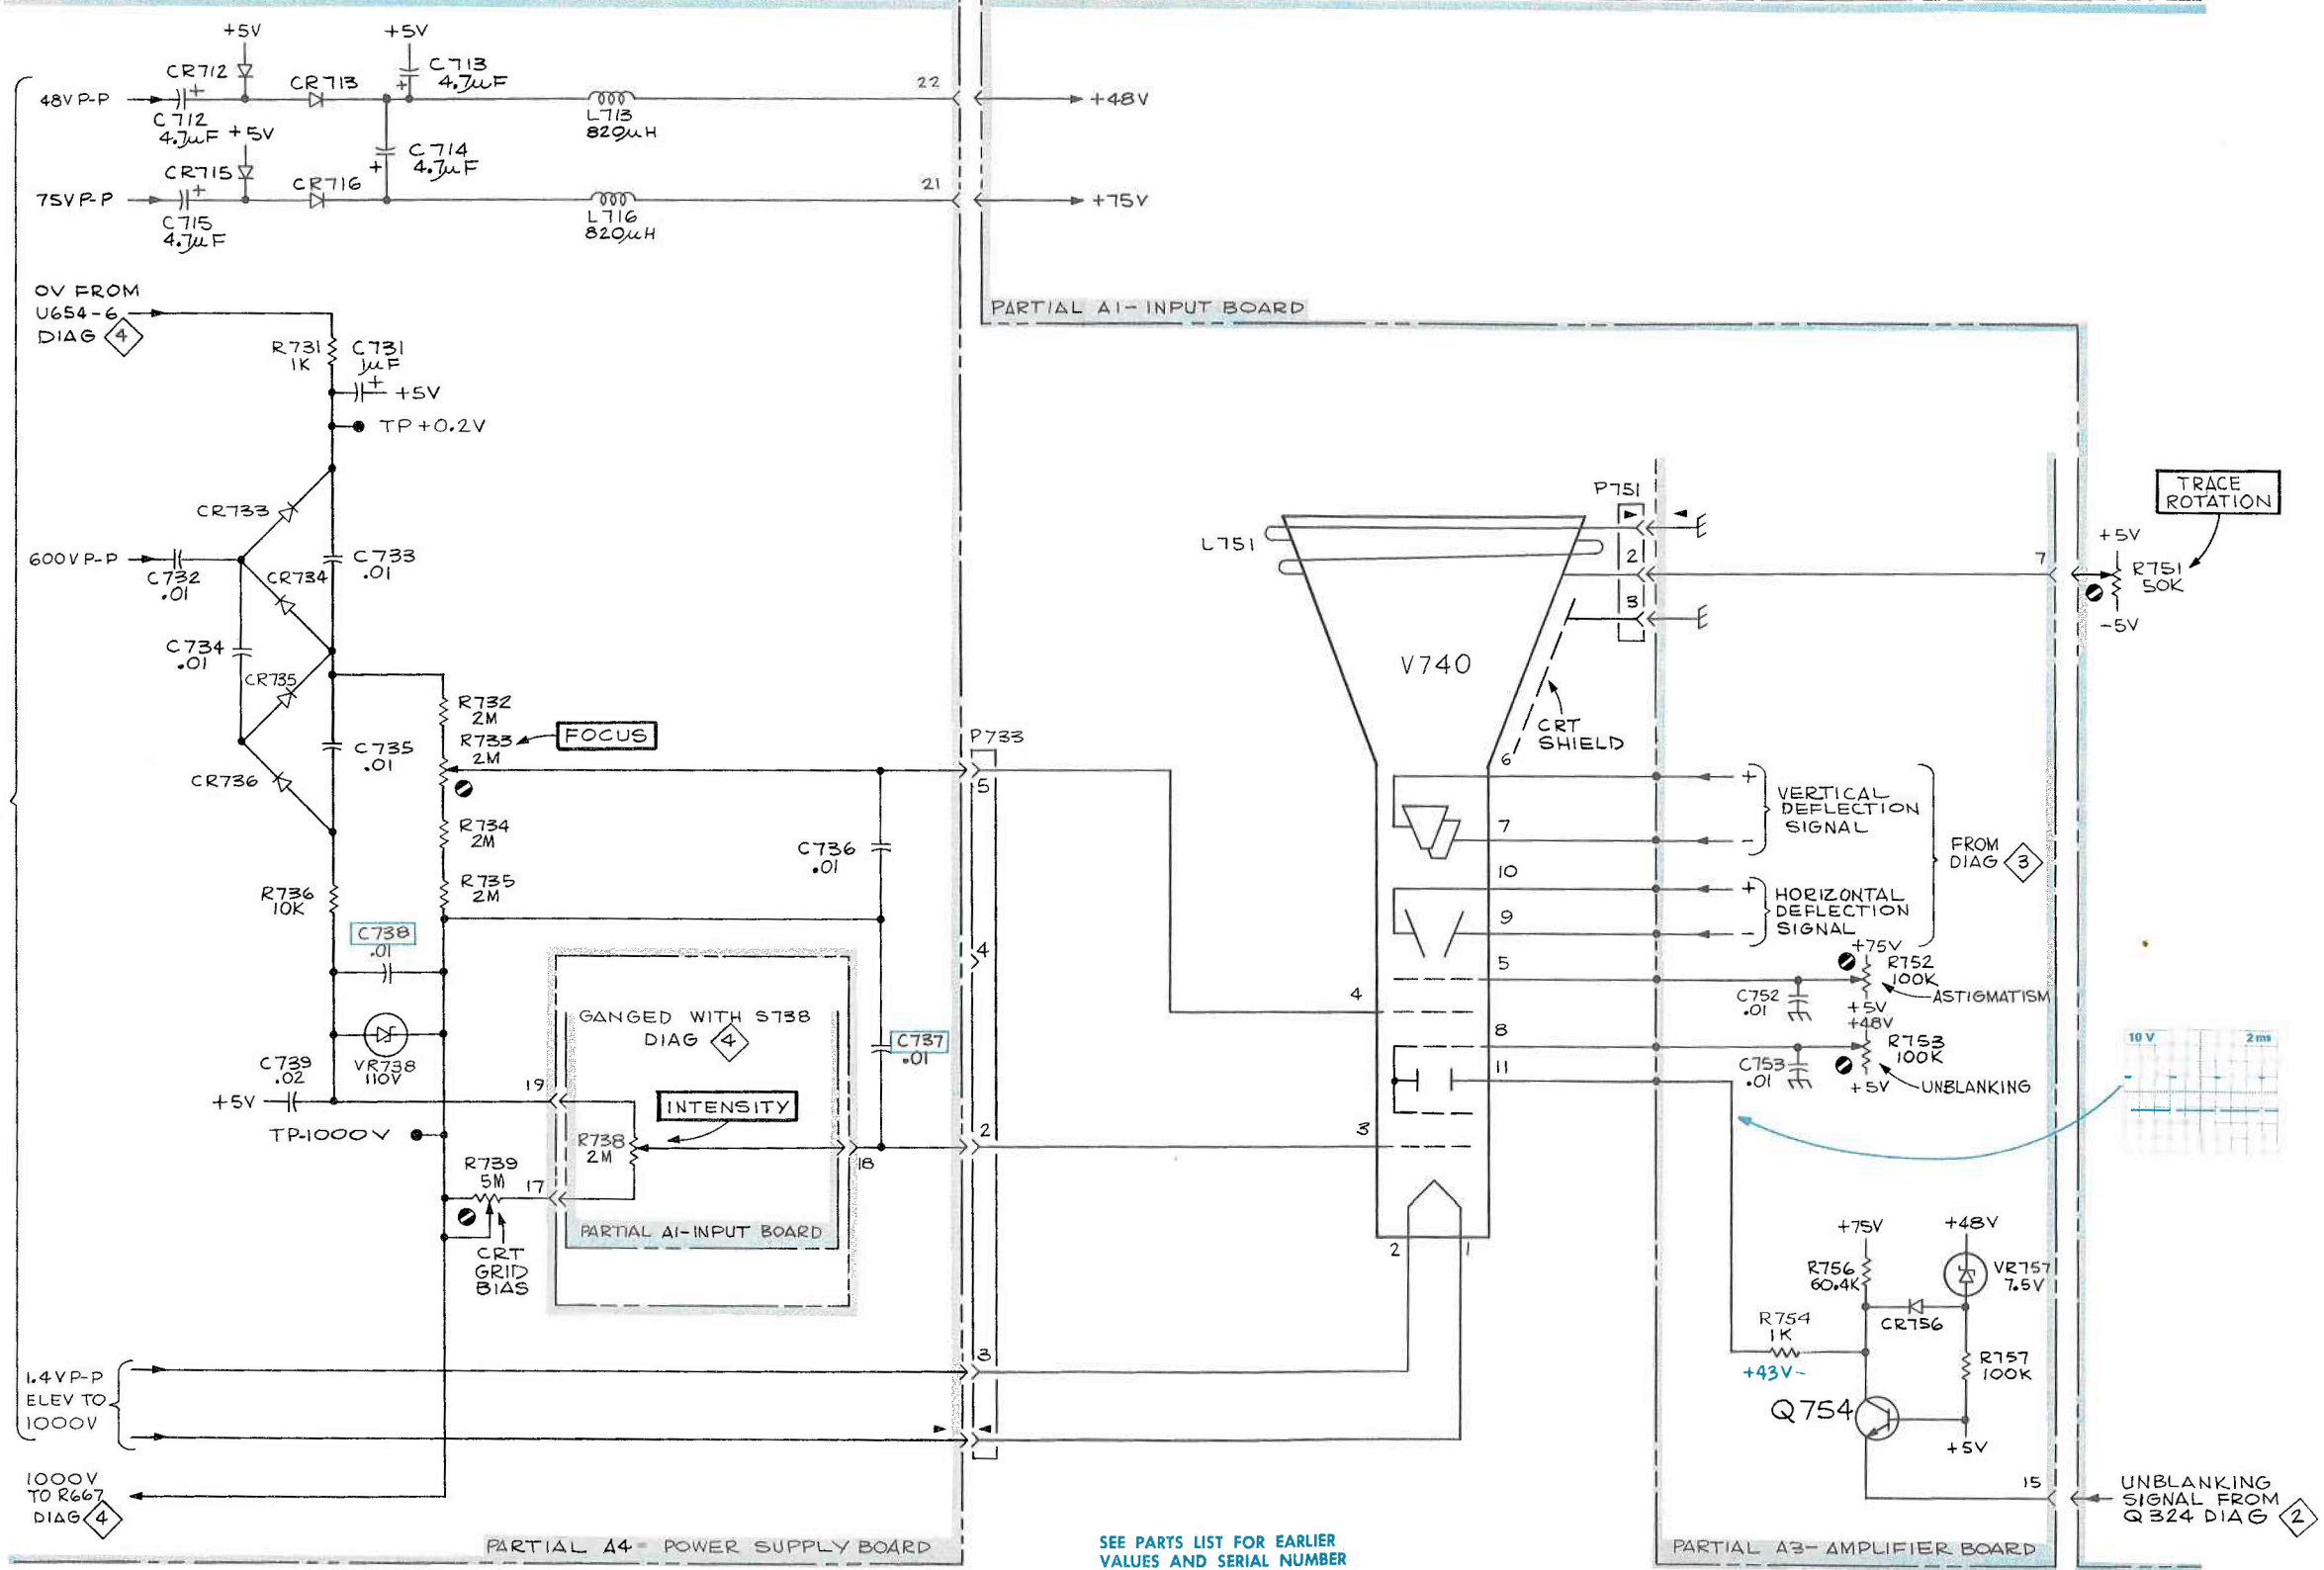 +5V
+5V
CR712
CR713
C713
4.7µF
22
48V P-P
+48V
C712
4.7µF
+5V
L713
820µH
C714
4.7µF
CR715
CR716
21
75V P-P
+75V
C715
4.7µF
L716
820µH
0V FROM
U654-6
DIAG 4
PARTIAL A1-INPUT BOARD
R731
1K
C731
1µF
+5V
TP+0.2V
CR733
600V P-P
C732
.01
CR734
C733
.01
C734
.01
CR735
C735
.01
CR736
R732
2M
R733
2M
FOCUS
R734
2M
R735
2M
R736
10K
C738
.01
VR738
110V
C739
.02
+5V
TP-1000V
R739
5M
CRT
GRID
BIAS
19
17
GANGED WITH S738
DIAG 4
INTENSITY
R738
2M
18
PARTIAL A1-INPUT BOARD
C736
.01
C737
.01
P733
5
4
2
3
1.4V P-P
ELEV TO
1000V
1000V
TO R667
DIAG 4
PARTIAL A4- POWER SUPPLY BOARD
SEE PARTS LIST FOR EARLIER
VALUES AND SERIAL NUMBER
L751
V740
P751
2
3
CRT
SHIELD
6
7
10
9
5
4
8
11
3
2
1
TRACE
ROTATION
7
+5V
R751
50K
-5V
+
VERTICAL
DEFLECTION
SIGNAL
-
+
HORIZONTAL
DEFLECTION
SIGNAL
-
FROM
DIAG 3
+75V
R752
100K
ASTIGMATISM
C752
.01
+5V
+48V
R753
100K
C753
.01
+5V
UNBLANKING
10 V
2 ms
+75V
+48V
R756
60.4K
VR757
7.5V
CR756
R754
1K
+43V-
R757
100K
Q754
+5V
15
UNBLANKING
SIGNAL FROM
Q324 DIAG 2
PARTIAL A3-AMPLIFIER BOARD